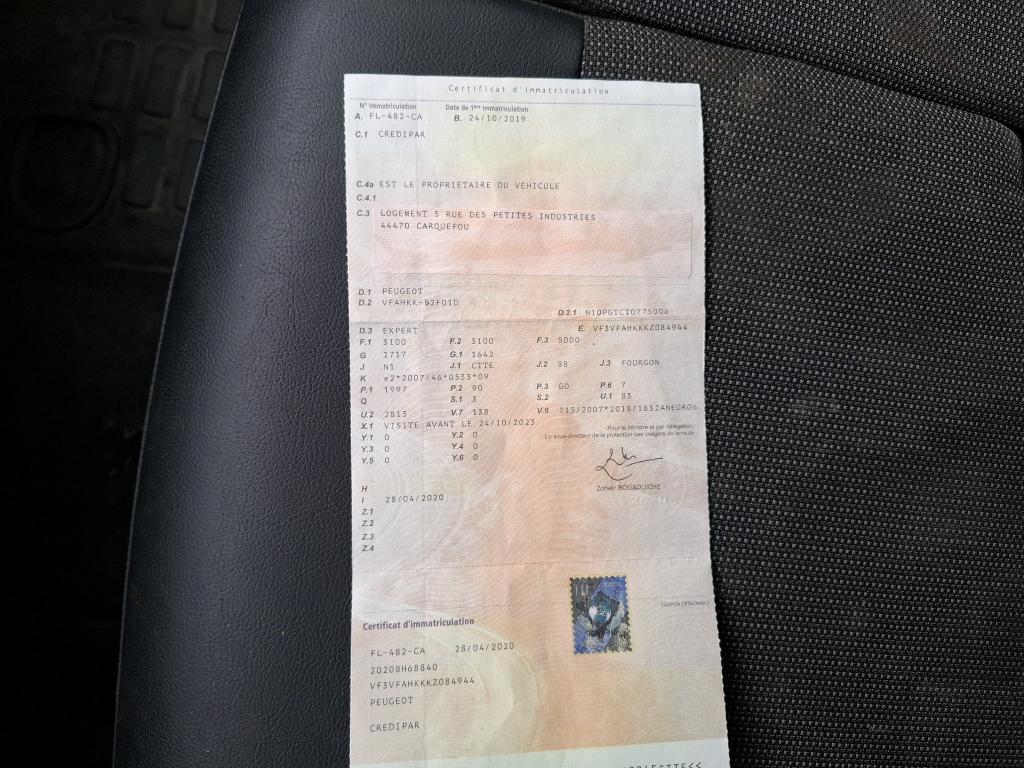 Certificat d'immatriculation
N° immatriculation Date de 1ère immatriculation
A. FL-482-CA B. 24/10/2019
C.1 CREDIPAR
C.4a EST LE PROPRIÉTAIRE DU VÉHICULE
C.4.1
C.3 LOGEMENT 5 RUE DES PETITES INDUSTRIES
44470 CARQUEFOU
D.1 PEUGEOT
D.2 VFAHKK-B2F01D
D.2.1 N10PGTCT0775006
D.3 EXPERT E. VF3VFAHKKKZ084944
F.1 3100 F.2 3100 F.3 5000
G 1717 G.1 1642
J N1 J.1 CTTE J.2 BB J.3 FOURGON
K e2*2007/46*0533*09
P.1 1997 P.2 90 P.3 GO P.6 7
Q S.1 3 S.2 U.1 83
U.2 2813 V.7 138 V.9 715/2007*2018/1832ANEURO6
X.1 VISITE AVANT LE 24/10/2023
Y.1 0 Y.2 0
Y.3 0 Y.4 0
Y.5 0 Y.6 0
Pour le ministre et par délégation,
Le sous-directeur de la protection des usagers de la route
Zoheir BOUAOUICHE
H
I 28/04/2020
Z.1
Z.2
Z.3
Z.4
COUPON DÉTACHABLE
Certificat d'immatriculation
FL-482-CA 28/04/2020
2020BH68840
VF3VFAHKKKZ084944
PEUGEOT
CREDIPAR